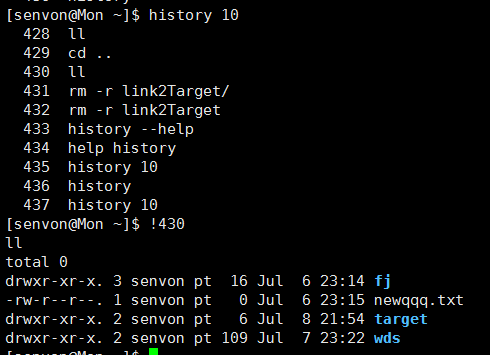 [senvon@Mon ~]$ history 10
428 ll
429 cd ..
430 ll
431 rm -r link2Target/
432 rm -r link2Target
433 history --help
434 help history
435 history 10
436 history
437 history 10
[senvon@Mon ~]$ !430
ll
total 0
drwxr-xr-x. 3 senvon pt 16 Jul 6 23:14 fj
-rw-r--r--. 1 senvon pt 0 Jul 6 23:15 newqqq.txt
drwxr-xr-x. 2 senvon pt 6 Jul 8 21:54 target
drwxr-xr-x. 2 senvon pt 109 Jul 7 23:22 wds